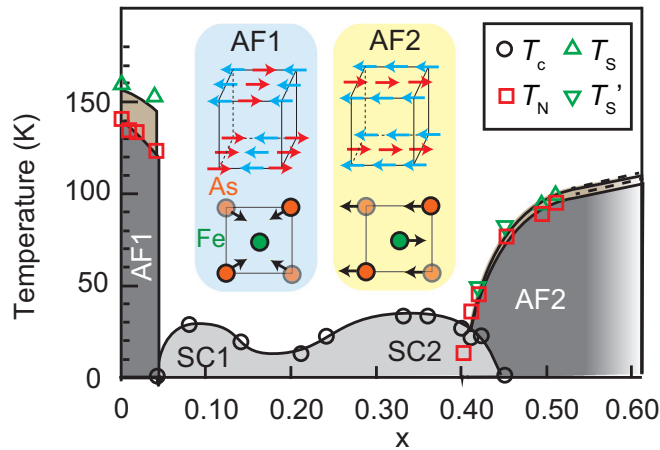 AF1
AF2
T_c
T_S
T_N
T_S'
As
Fe
AF1
AF2
SC1
SC2
Temperature (K)
150
100
50
0
0
0.10
0.20
0.30
0.40
0.50
0.60
x